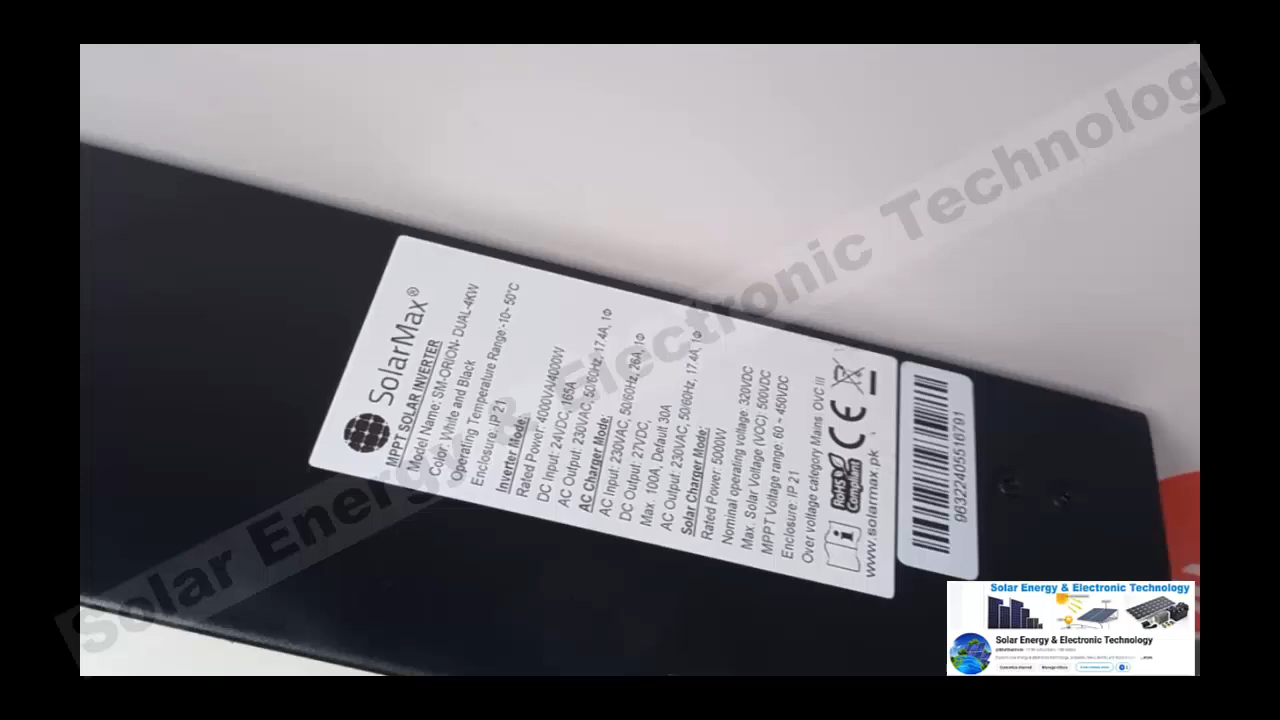 SolarMax®
MPPT SOLAR INVERTER
Model Name: SM-ORION- DUAL-4KW
Color: White and Black
Operating Temperature Range:-10~ 50°C
Enclosure: IP 21
Inverter Mode:
Rated Power: 4000VA/4000W
DC Input: 24VDC, 165A
AC Output: 230VAC, 50/60Hz, 17.4A, 1Φ
AC Charger Mode:
AC Input: 230VAC, 50/60Hz, 26A, 1Φ
DC Output: 27VDC,
Max. 100A, Default 30A
AC Output: 230VAC, 50/60Hz, 17.4A, 1Φ
Solar Charger Mode:
Rated Power: 5000W
Nominal operating voltage: 320VDC
Max. Solar Voltage (VOC): 500VDC
MPPT Voltage range: 60 ~ 450VDC
Enclosure: IP 21
Over voltage category Mains OVC III
RoHS
Compliant
CE
www.solarmax.pk
96322405516791
Solar Energy & Electronic Technolog
Solar Energy & Electronic Technology
Solar Energy & Electronic Technology